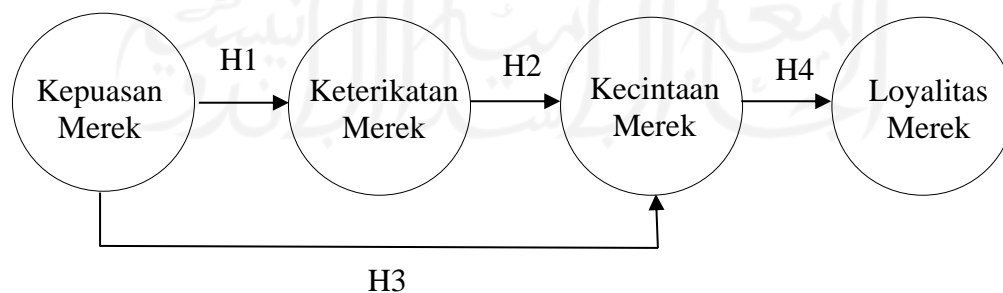 H1
H2
H4
Kepuasan
Merek
Keterikatan
Merek
Kecintaan
Merek
Loyalitas
Merek
H3